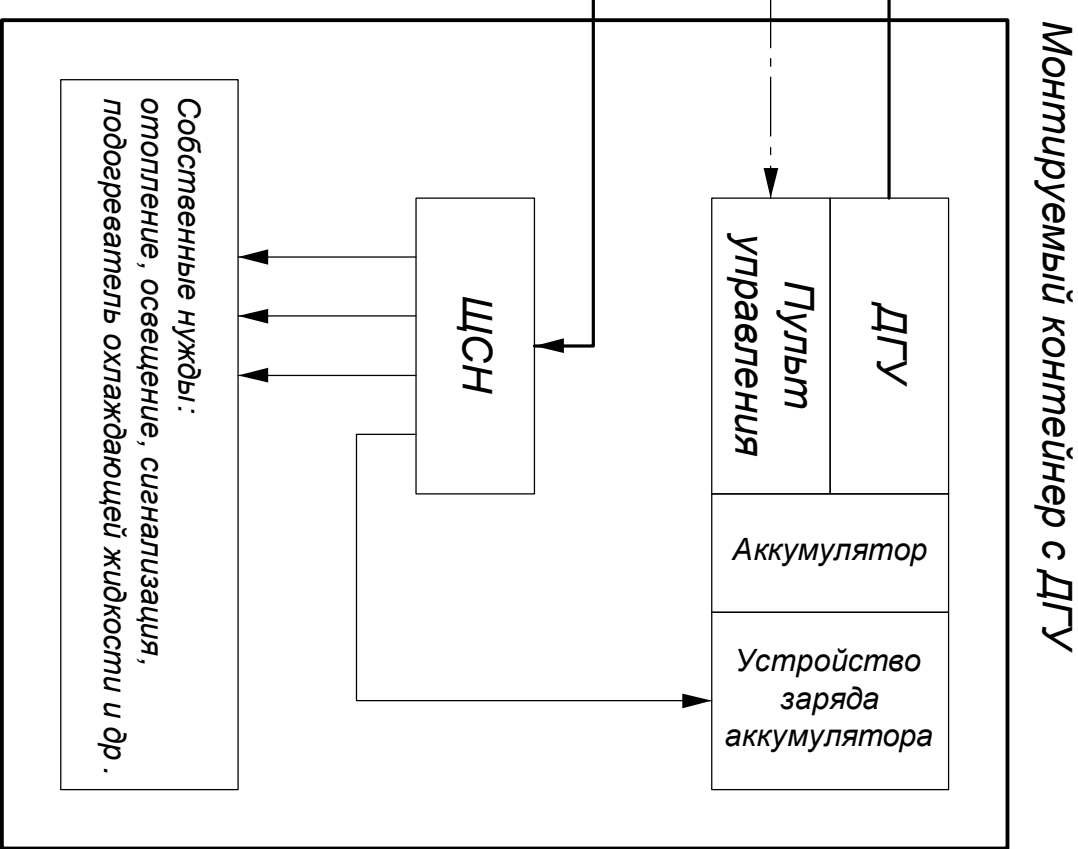 Монтируемый контейнер с ДГУ
ДГУ
Пульт
управления
Аккумулятор
Устройство
заряда
аккумулятора
ЩСН
Собственные нужды:
отопление, освещение, сигнализация,
подогреватель охлаждающей жидкости и др.